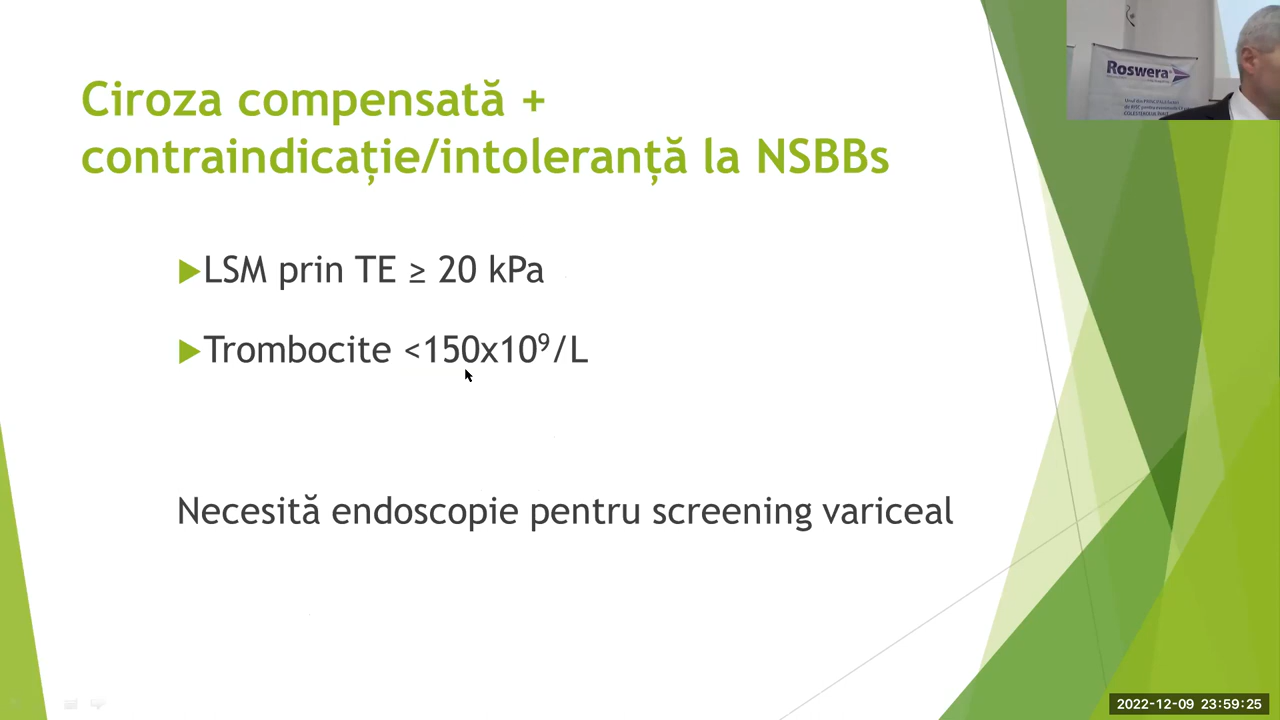 Ciroza compensată +
contraindicație/intoleranță la NSBBs
LSM prin TE ≥ 20 kPa
Trombocite <150x10⁹/L
Necesită endoscopie pentru screening variceal
Roswera
2022-12-09 23:59:25